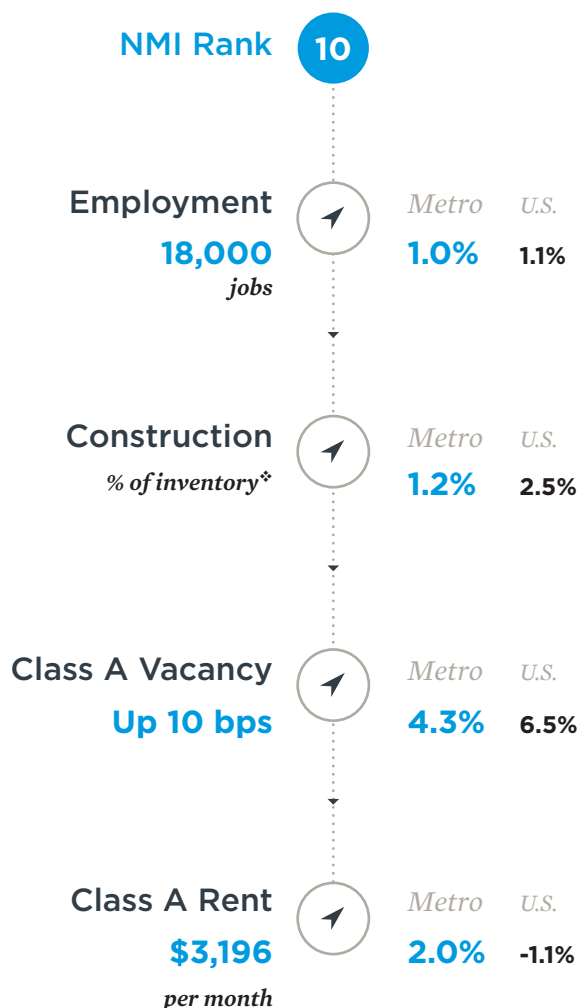 NMI Rank 10
Employment Metro U.S.
18,000 1.0% 1.1%
jobs
Construction Metro U.S.
% of inventory❖ 1.2% 2.5%
Class A Vacancy Metro U.S.
Up 10 bps 4.3% 6.5%
Class A Rent Metro U.S.
$3,196 2.0% -1.1%
per month